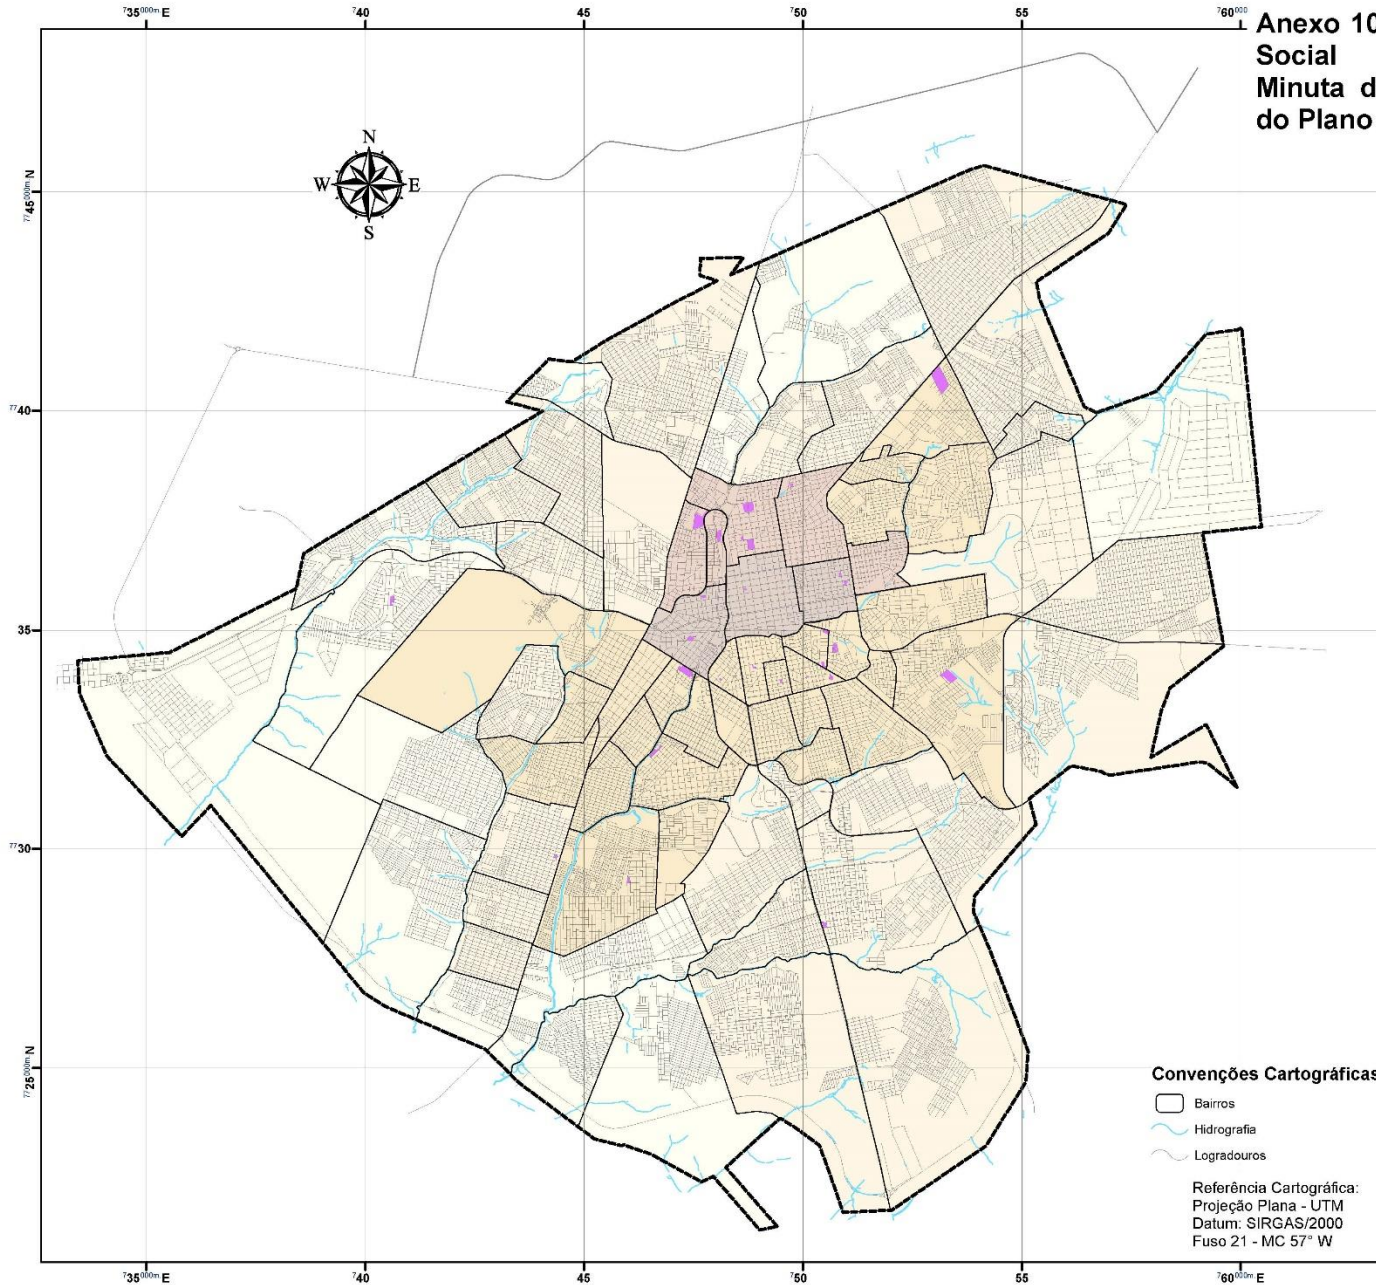 ⁷35⁰⁰⁰ᵐ E
⁷40
45
⁷50
55
⁷60⁰⁰⁰
Anexo 10
Social
Minuta d
do Plano
N
W E
S
⁷⁷45⁰⁰⁰ᵐ N
⁷⁷40
⁷⁷35
⁷⁷30
⁷⁷25⁰⁰⁰ᵐ N
Convenções Cartográficas
Bairros
Hidrografia
Logradouros
Referência Cartográfica:
Projeção Plana - UTM
Datum: SIRGAS/2000
Fuso 21 - MC 57° W
⁷35⁰⁰⁰ᵐ E
⁷40
45
⁷50
55
⁷60⁰⁰⁰ᵐ E